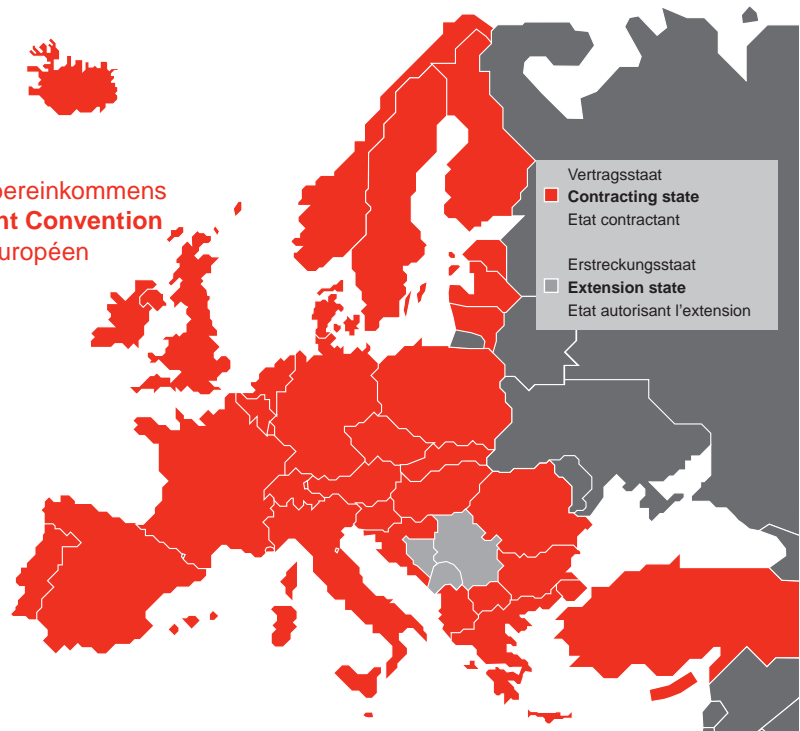 bereinkommens
nt Convention
uropéen
Vertragsstaat
Contracting state
Etat contractant
Erstreckungsstaat
Extension state
Etat autorisant l'extension